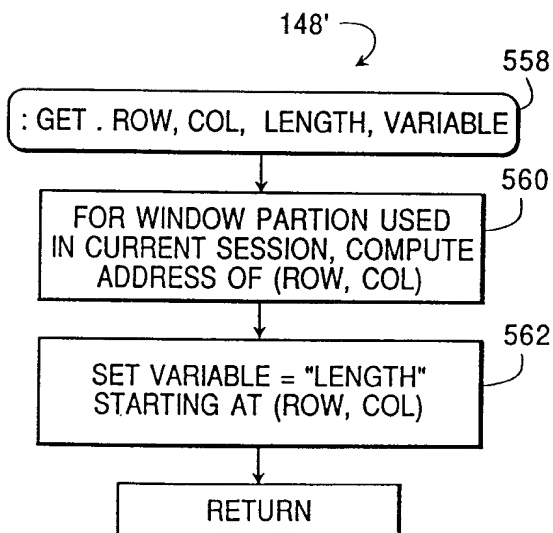 148'
558
: GET . ROW, COL, LENGTH, VARIABLE
560
FOR WINDOW PARTION USED
IN CURRENT SESSION, COMPUTE
ADDRESS OF (ROW, COL)
562
SET VARIABLE = "LENGTH"
STARTING AT (ROW, COL)
RETURN